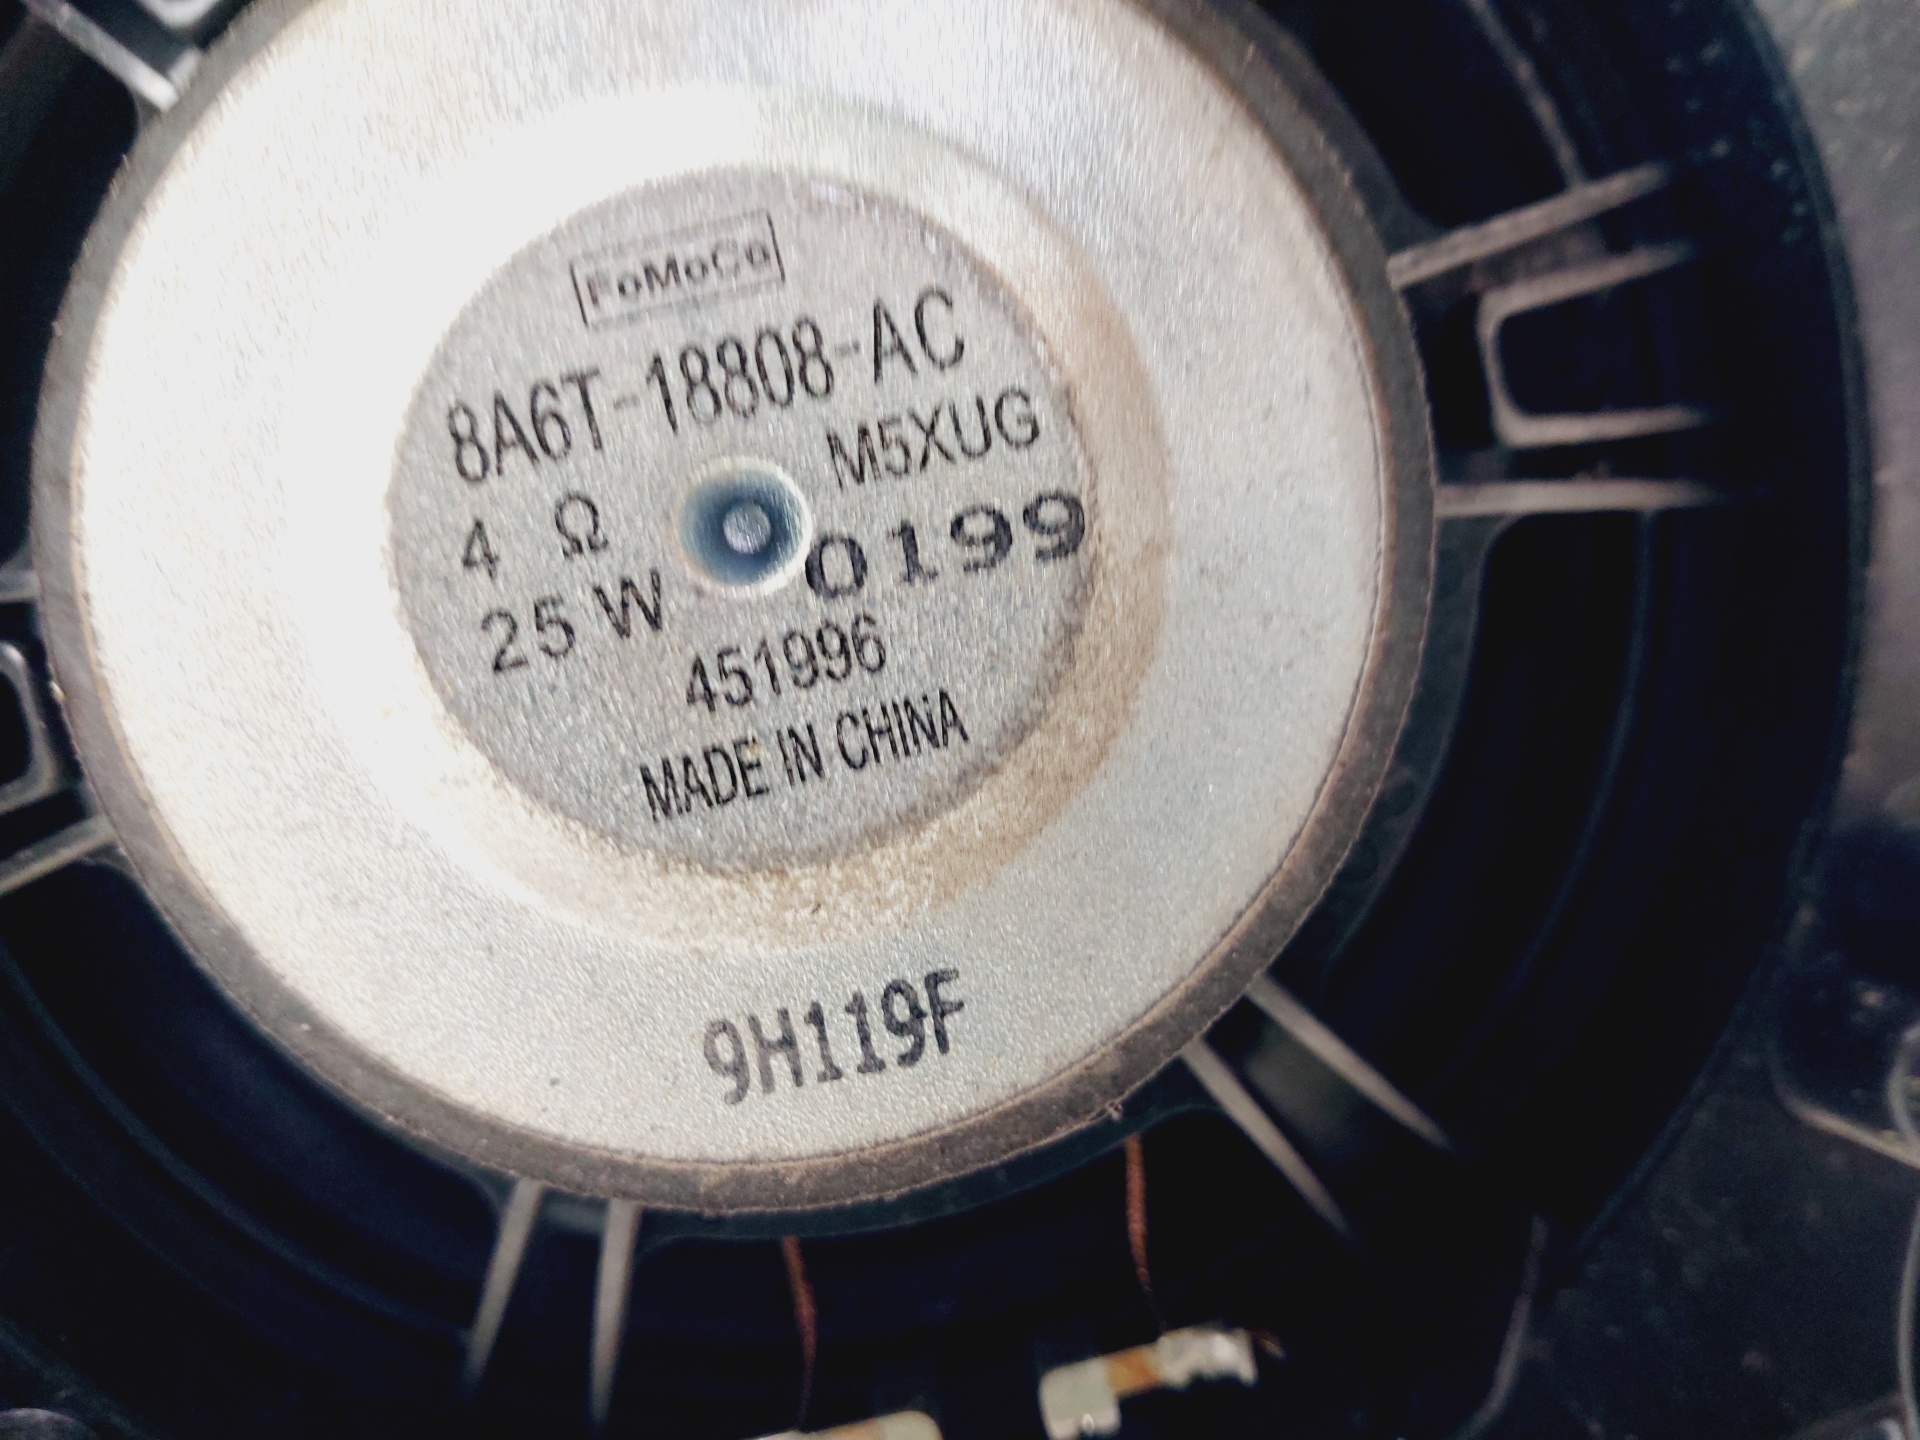 FoMoCo
8A6T-18808-AC
M5XUG
4 Ω
0199
25 W
451996
MADE IN CHINA
9H119F